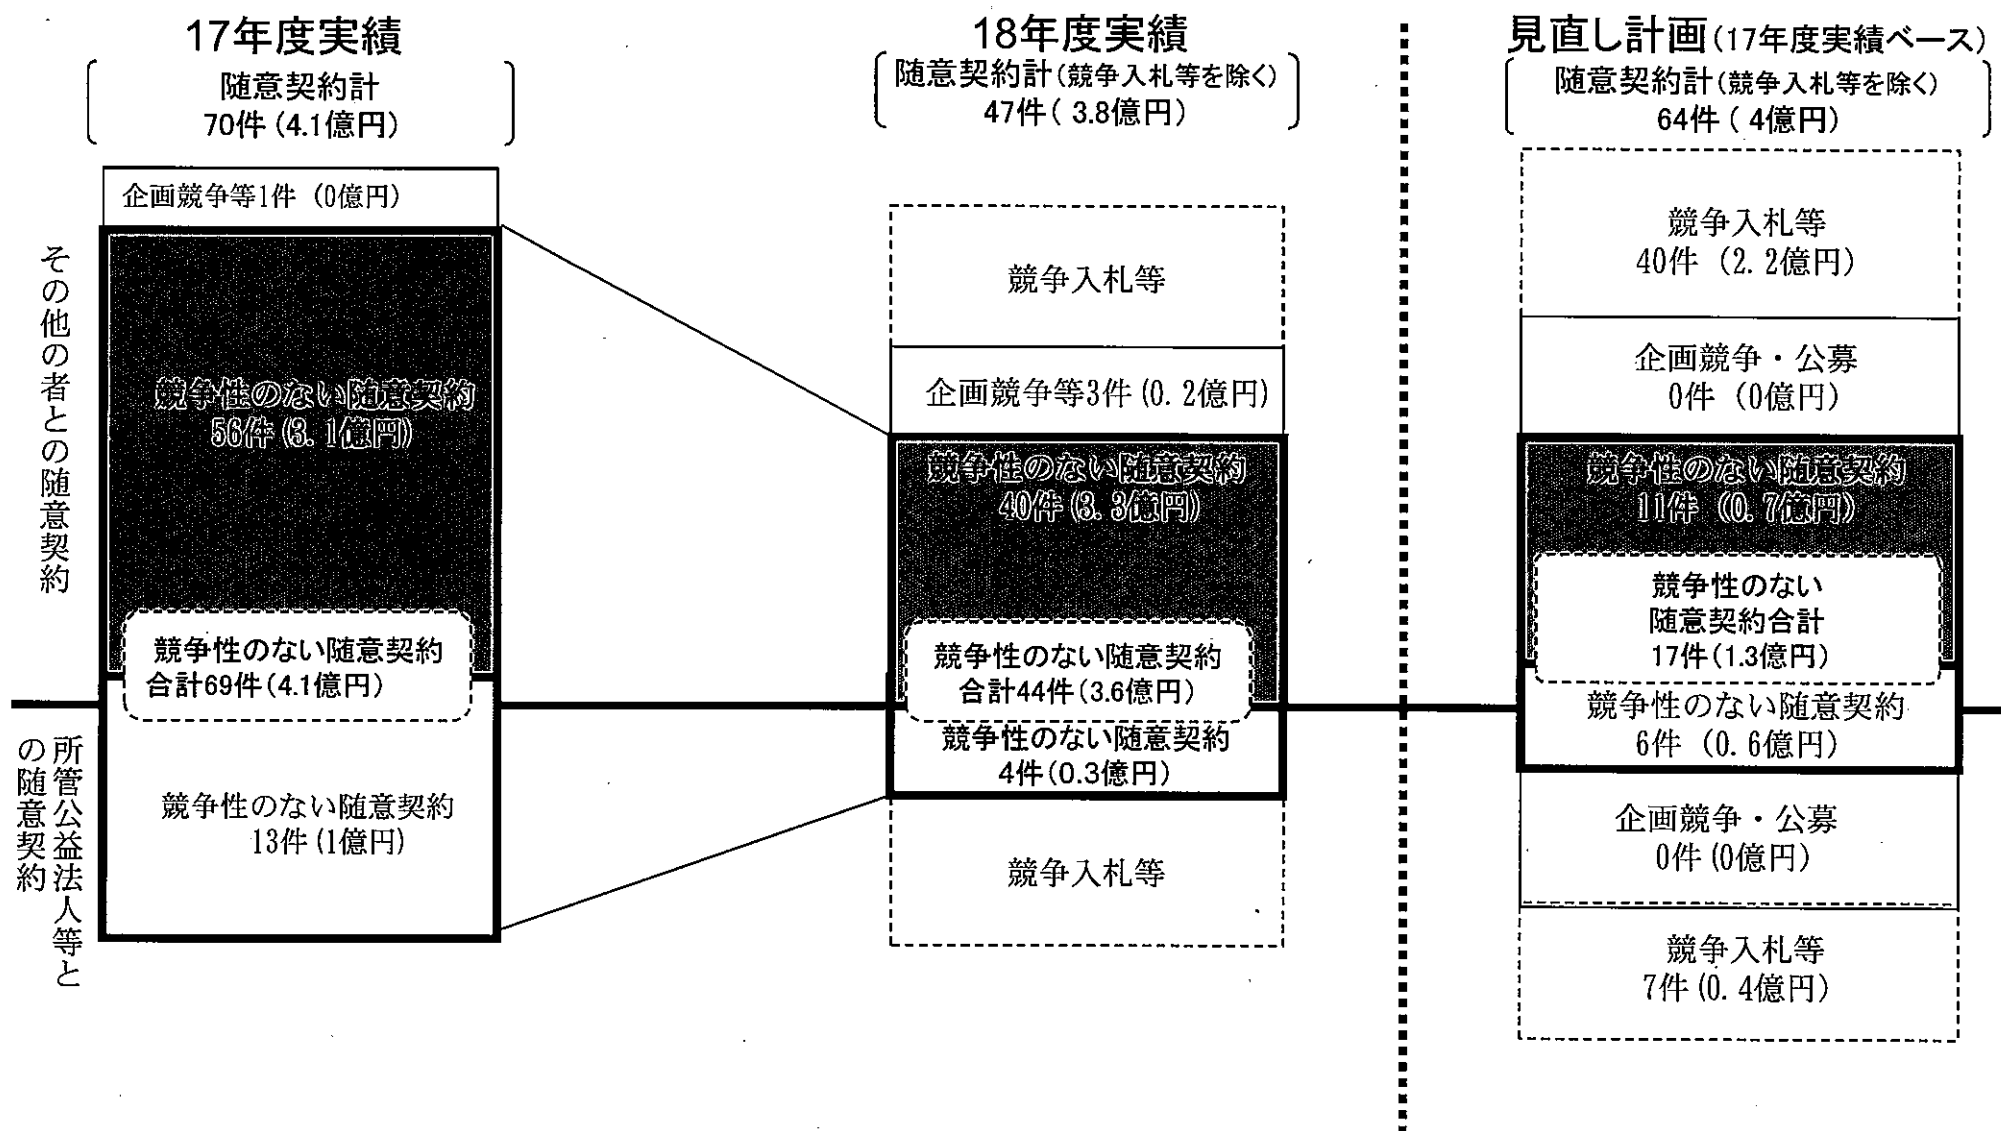 17年度実績
随意契約計
70件(4.1億円)
企画競争等1件 (0億円)
その他の者との随意契約
競争性のない随意契約
56件(3.1億円)
競争性のない随意契約
合計69件(4.1億円)
所管公益法人等と
の随意契約
競争性のない随意契約
13件(1億円)
18年度実績
随意契約計(競争入札等を除く)
47件( 3.8億円)
競争入札等
企画競争等3件(0.2億円)
競争性のない随意契約
40件(3.3億円)
競争性のない随意契約
合計44件(3.6億円)
競争性のない随意契約
4件(0.3億円)
競争入札等
見直し計画(17年度実績ベース)
随意契約計(競争入札等を除く)
64件( 4億円)
競争入札等
40件 (2.2億円)
企画競争・公募
0件 (0億円)
競争性のない随意契約
11件 (0.7億円)
競争性のない
随意契約合計
17件(1.3億円)
競争性のない随意契約
6件 (0.6億円)
企画競争・公募
0件(0億円)
競争入札等
7件(0.4億円)